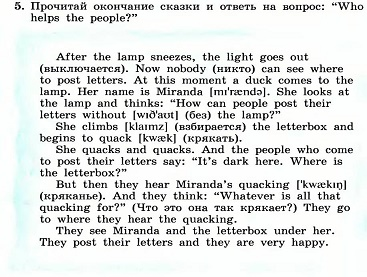 5. Прочитай окончание сказки и ответь на вопрос: “Who
helps the people?”
After the lamp sneezes, the light goes out
(выключается). Now nobody (никто) can see where
to post letters. At this moment a duck comes to the
lamp. Her name is Miranda [mı'rændə]. She looks at
the lamp and thinks: “How can people post their
letters without [wıð'aut] (без) the lamp?”
She climbs [klaımz] (взбирается) the letterbox and
begins to quack [kwæk] (крякать).
She quacks and quacks. And the people who come
to post their letters say: “It’s dark here. Where is
the letterbox?”
But then they hear Miranda’s quacking ['kwækıŋ]
(кряканье). And they think: “Whatever is all that
quacking for?” (Что это она так крякает?) They go
to where they hear the quacking.
They see Miranda and the letterbox under her.
They post their letters and they are very happy.